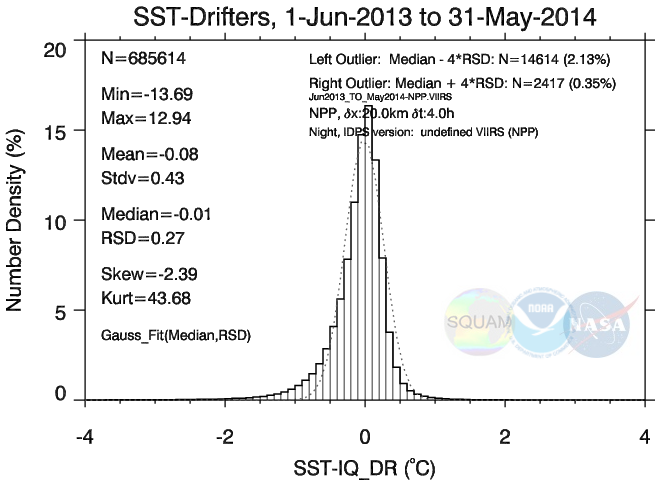 SST-Drifters, 1-Jun-2013 to 31-May-2014
N=685614
Left Outlier: Median - 4*RSD: N=14614 (2.13%)
Right Outlier: Median + 4*RSD: N=2417 (0.35%)
Jun2013_TO_May2014-NPP.VIIRS
NPP, δx:20.0km δt:4.0h
Night, IDPS version: undefined VIIRS (NPP)
Min=-13.69
Max=12.94
Mean=-0.08
Stdv=0.43
Median=-0.01
RSD=0.27
Skew=-2.39
Kurt=43.68
Gauss_Fit(Median,RSD)
Number Density (%)
20
15
10
5
0
SQUAM
NOAA
NASA
-4 -2 0 2 4
SST-IQ_DR (°C)